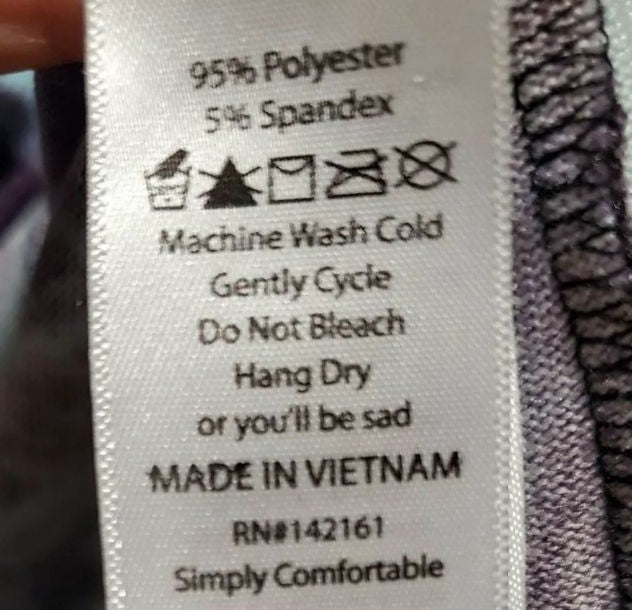 95% Polyester
5% Spandex
Machine Wash Cold
Gently Cycle
Do Not Bleach
Hang Dry
or you'll be sad
MADE IN VIETNAM
RN#142161
Simply Comfortable